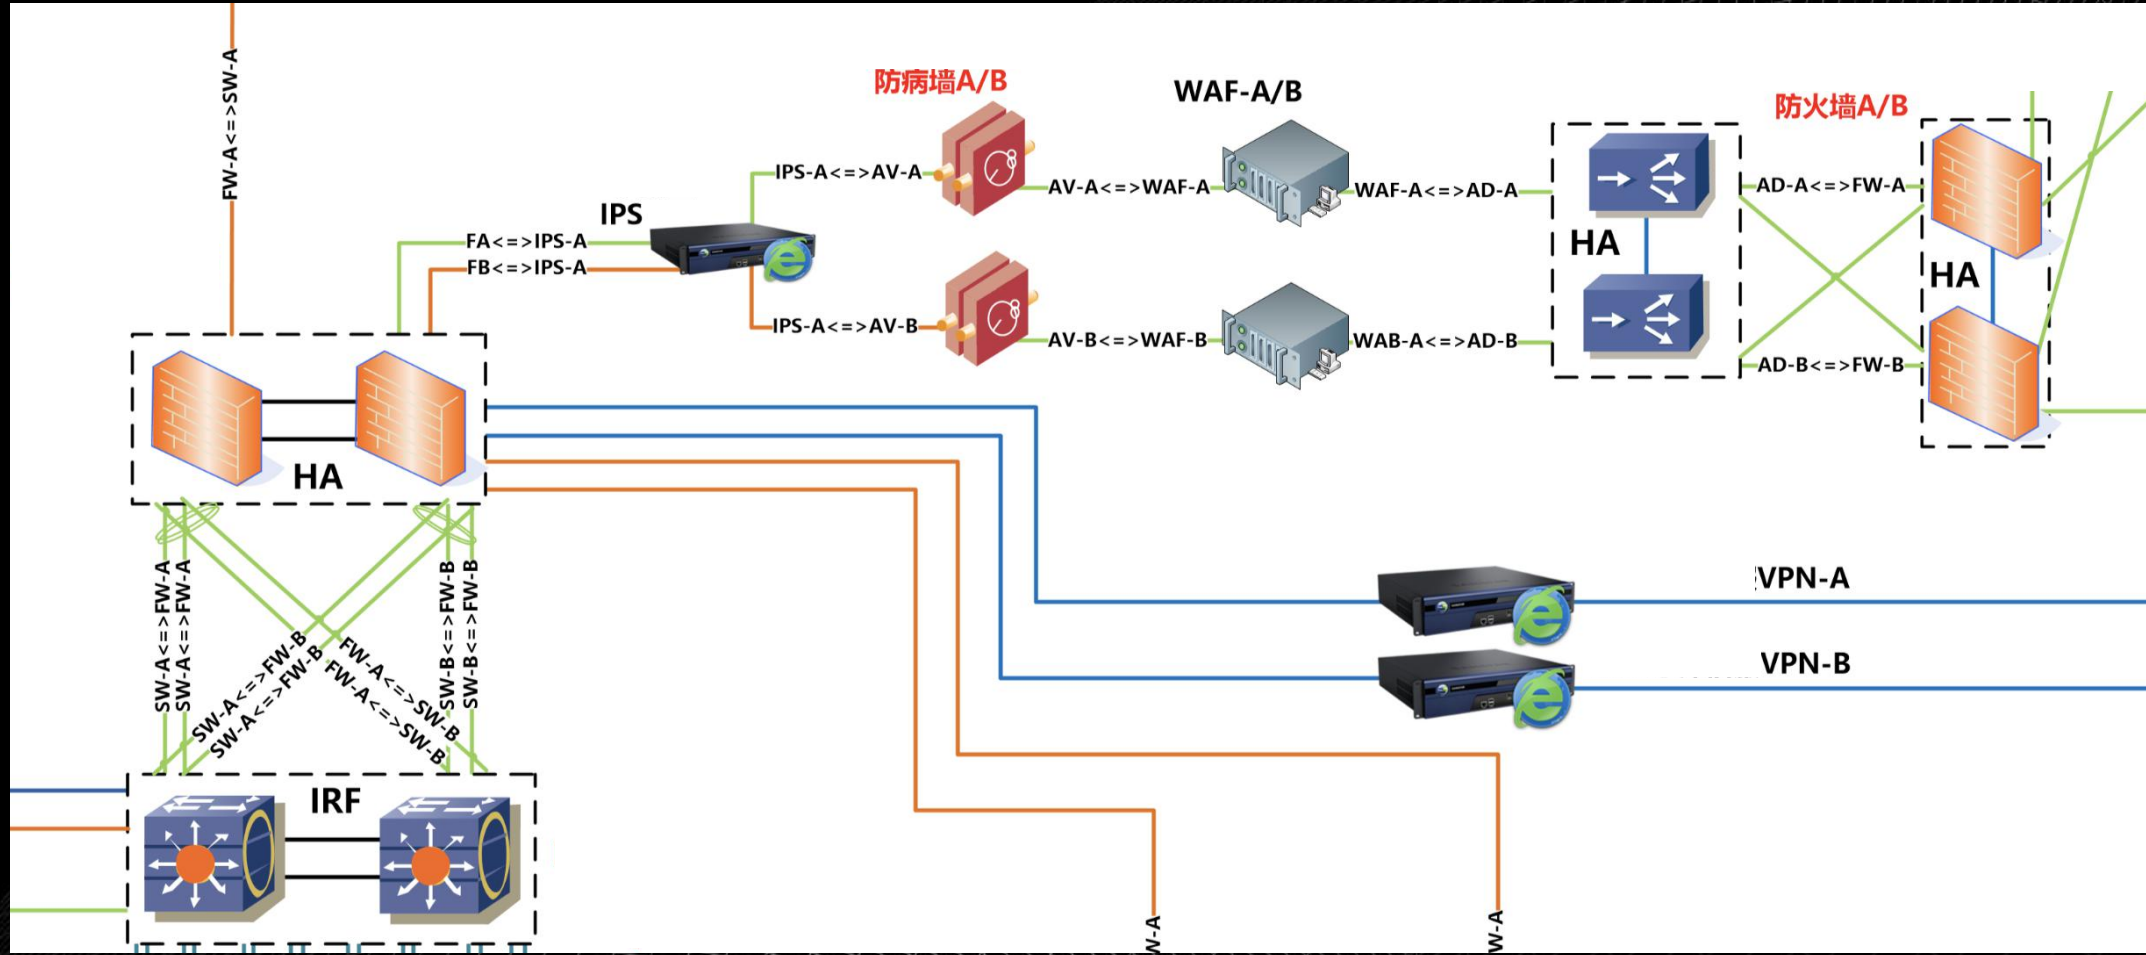 FW-A<=>SW-A
防病墙A/B
WAF-A/B
防火墙A/B
IPS
IPS-A<=>AV-A
AV-A<=>WAF-A
WAF-A<=>AD-A
AD-A<=>FW-A
FA<=>IPS-A
FB<=>IPS-A
HA
HA
IPS-A<=>AV-B
AV-B<=>WAF-B
WAB-A<=>AD-B
AD-B<=>FW-B
HA
SW-A<=>FW-A
SW-A<=>FW-A
SW-B<=>FW-B
SW-B<=>FW-B
SW-A<=>FW-B
SW-A<=>FW-B
FW-A<=>SW-B
FW-A<=>SW-B
VPN-A
VPN-B
IRF
W-A
W-A